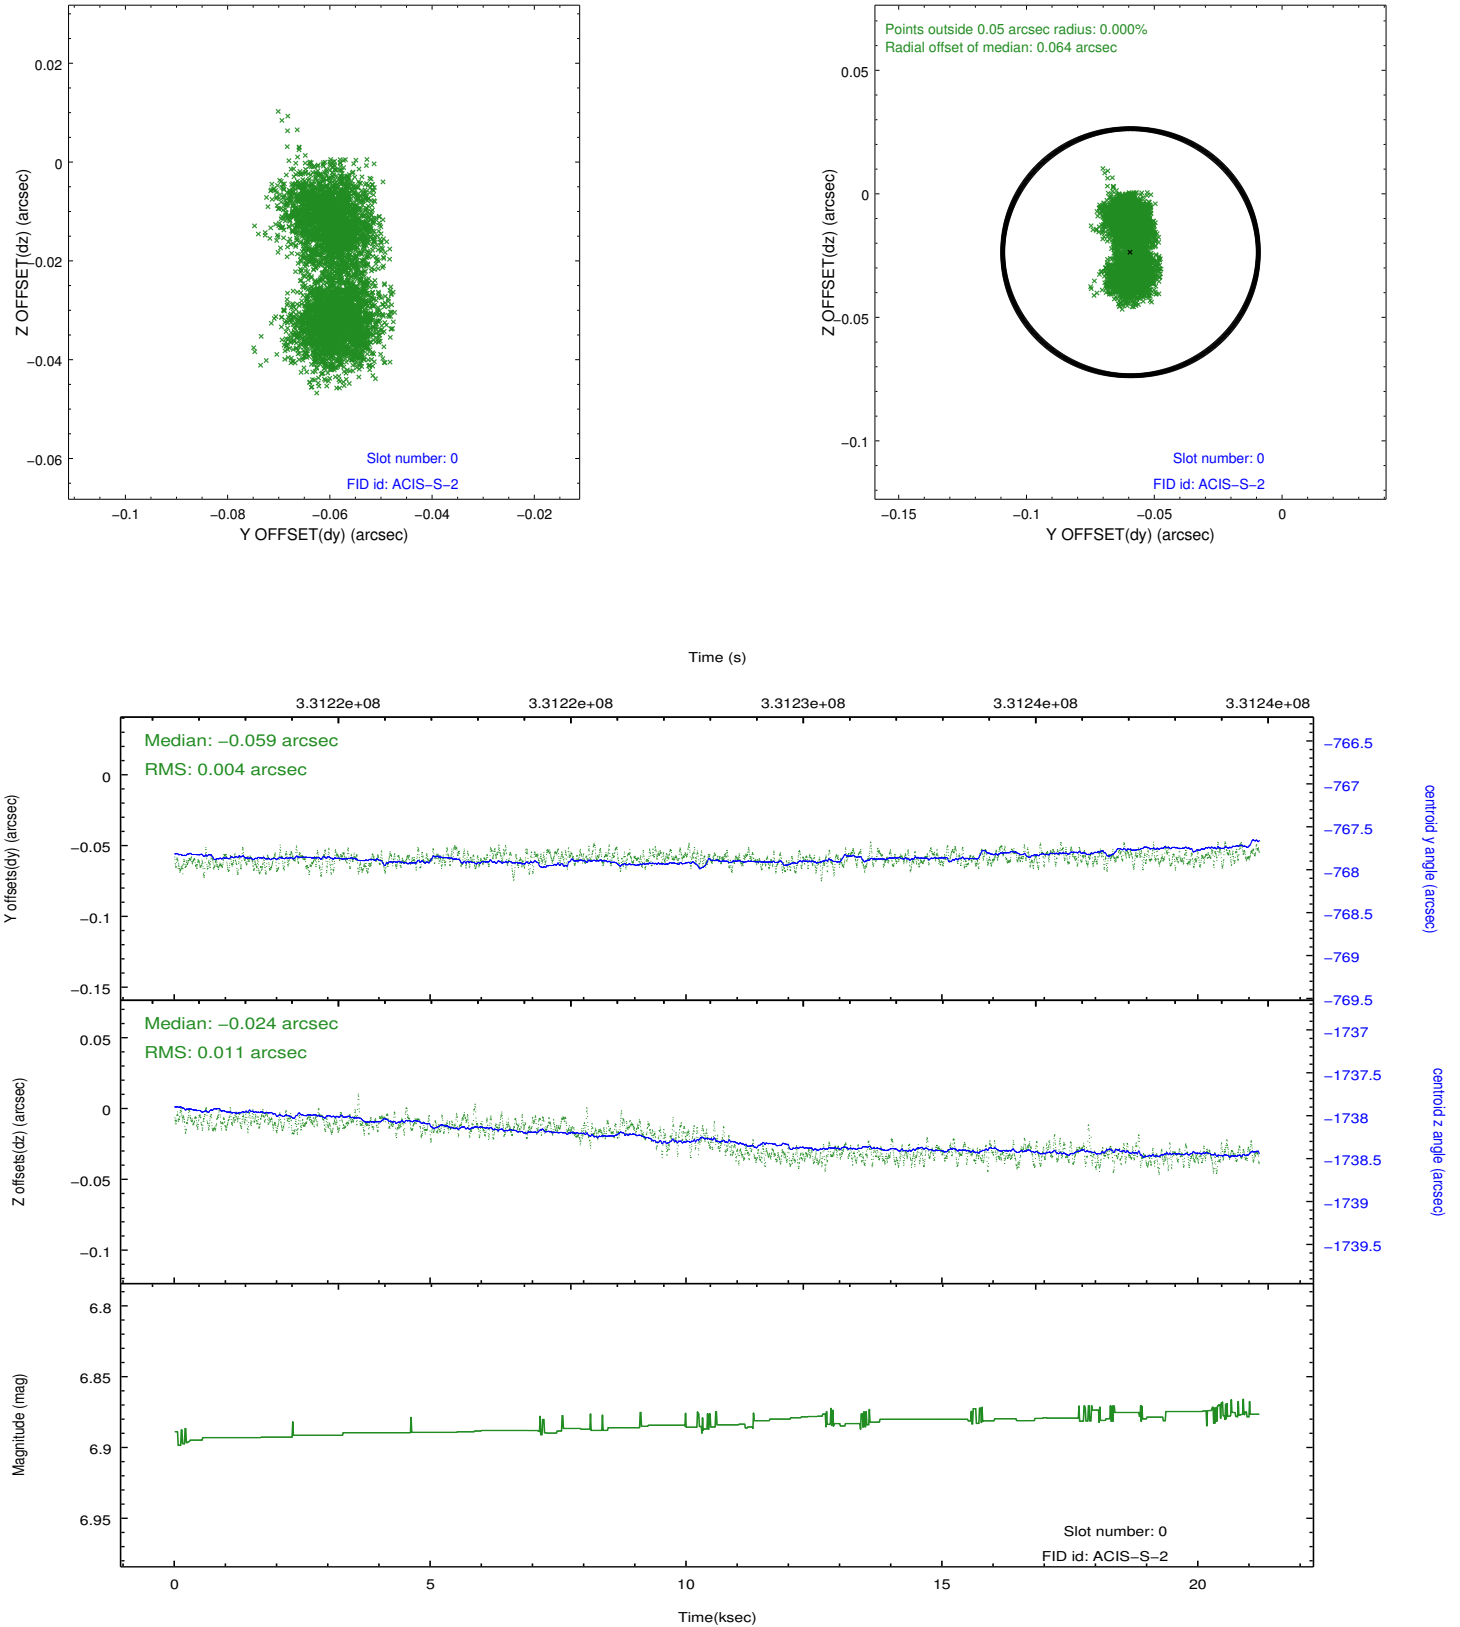 0.02
0
−0.02
−0.04
−0.06
Z OFFSET(dz) (arcsec)
Slot number: 0
FID id: ACIS−S−2
−0.1
−0.08
−0.06
−0.04
−0.02
Y OFFSET(dy) (arcsec)
Points outside 0.05 arcsec radius: 0.000%
Radial offset of median: 0.064 arcsec
0.05
0
−0.05
−0.1
Z OFFSET(dz) (arcsec)
Slot number: 0
FID id: ACIS−S−2
−0.15
−0.1
−0.05
0
Y OFFSET(dy) (arcsec)
Time (s)
3.3122e+08
3.3122e+08
3.3123e+08
3.3124e+08
3.3124e+08
Median: −0.059 arcsec
RMS: 0.004 arcsec
0
−0.05
−0.1
−0.15
Y offsets(dy) (arcsec)
−766.5
−767
−767.5
−768
−768.5
−769
−769.5
centroid y angle (arcsec)
Median: −0.024 arcsec
RMS: 0.011 arcsec
0.05
0
−0.05
−0.1
Z offsets(dz) (arcsec)
−1737
−1737.5
−1738
−1738.5
−1739
−1739.5
centroid z angle (arcsec)
6.8
6.85
6.9
6.95
Magnitude (mag)
Slot number: 0
FID id: ACIS−S−2
0
5
10
15
20
Time(ksec)